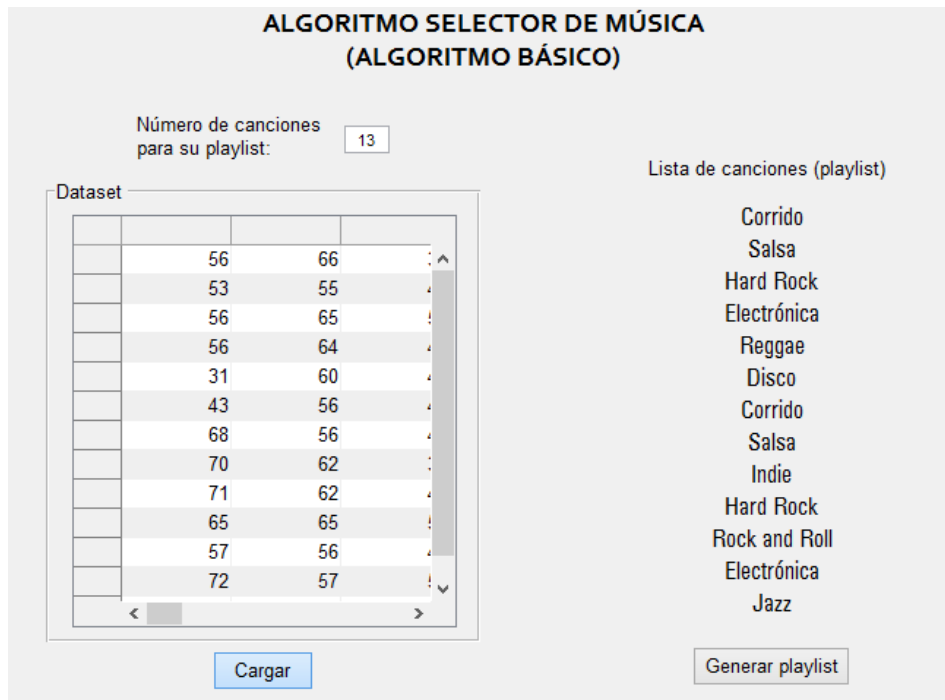 ALGORITMO SELECTOR DE MÚSICA
(ALGORITMO BÁSICO)
Número de canciones
para su playlist:
13
Dataset
56 66
53 55
56 65
56 64
31 60
43 56
68 56
70 62
71 62
65 65
57 56
72 57
Cargar
Lista de canciones (playlist)
Corrido
Salsa
Hard Rock
Electrónica
Reggae
Disco
Corrido
Salsa
Indie
Hard Rock
Rock and Roll
Electrónica
Jazz
Generar playlist